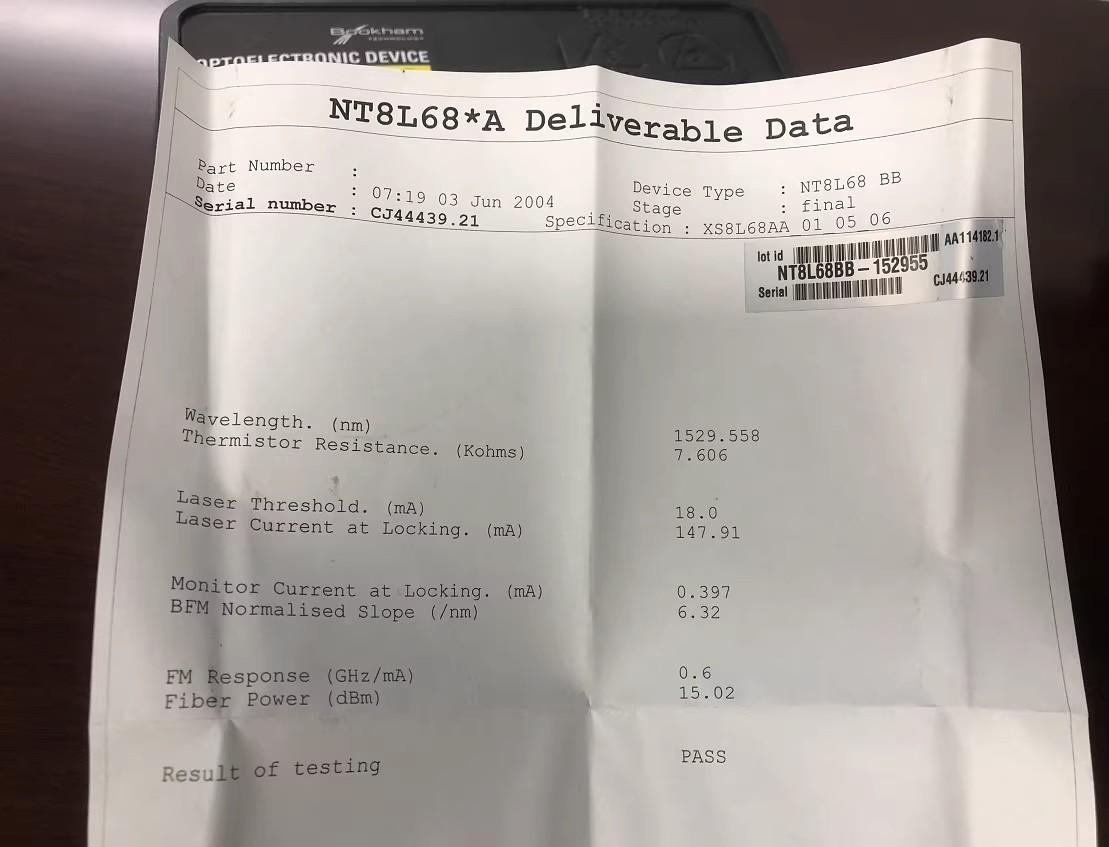 Bookham
TECHNOLOGY
OPTOELECTRONIC DEVICE
NT8L68*A Deliverable Data
Part Number :
Date : 07:19 03 Jun 2004
Serial number : CJ44439.21
Device Type : NT8L68 BB
Stage : final
Specification : XS8L68AA 01 05 06
lot id AA114182.1
NT8L68BB-152955
Serial CJ44439.21
Wavelength. (nm) 1529.558
Thermistor Resistance. (Kohms) 7.606
Laser Threshold. (mA) 18.0
Laser Current at Locking. (mA) 147.91
Monitor Current at Locking. (mA) 0.397
BFM Normalised Slope (/nm) 6.32
FM Response (GHz/mA) 0.6
Fiber Power (dBm) 15.02
Result of testing PASS